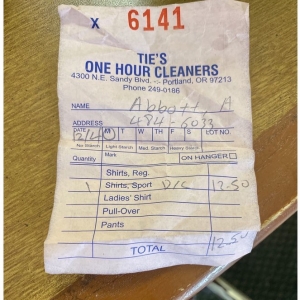 X 6141
TIE'S
ONE HOUR CLEANERS
4300 N.E. Sandy Blvd. -:- Portland, OR 97213
Phone 249-0186
NAME Abbott, A
ADDRESS 484-6033
DATE 12/4 M T W T F S LOT NO.
No Starch Light Starch Med. Starch Heavy Starch
Quantity Mark ON HANGER
Shirts, Reg.
1 Shirts, Sport D/C 12-50
Ladies' Shirt
Pull-Over
Pants
TOTAL 12-50